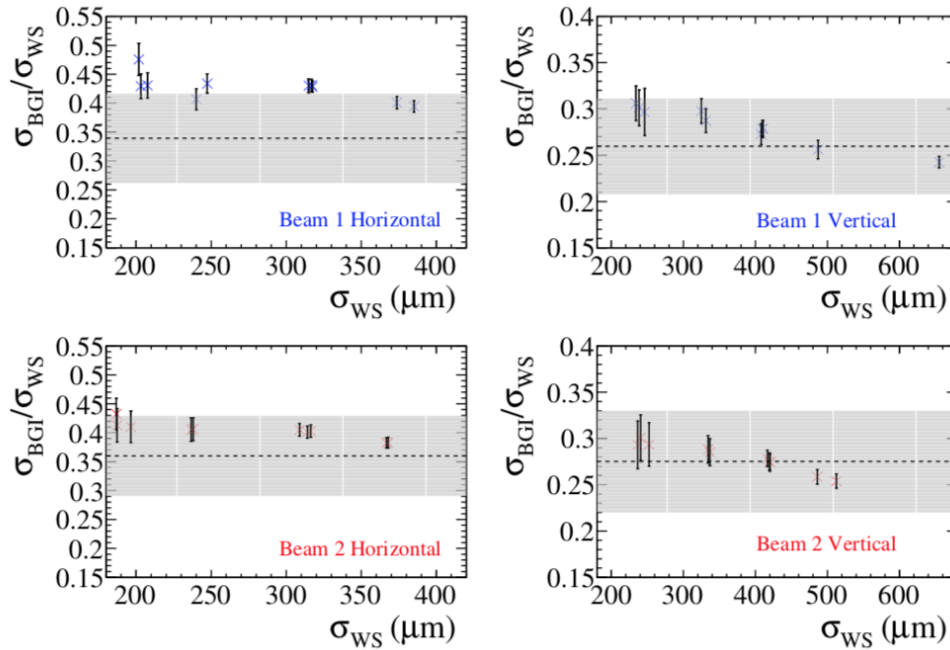 σBGI/σWS
0.55
0.5
0.45
0.4
0.35
0.3
0.25
0.2
0.15
Beam 1 Horizontal
200 250 300 350 400
σWS (μm)
σBGI/σWS
0.4
0.35
0.3
0.25
0.2
0.15
Beam 1 Vertical
200 300 400 500 600
σWS (μm)
σBGI/σWS
0.55
0.5
0.45
0.4
0.35
0.3
0.25
0.2
0.15
Beam 2 Horizontal
200 250 300 350 400
σWS (μm)
σBGI/σWS
0.4
0.35
0.3
0.25
0.2
0.15
Beam 2 Vertical
200 300 400 500 600
σWS (μm)